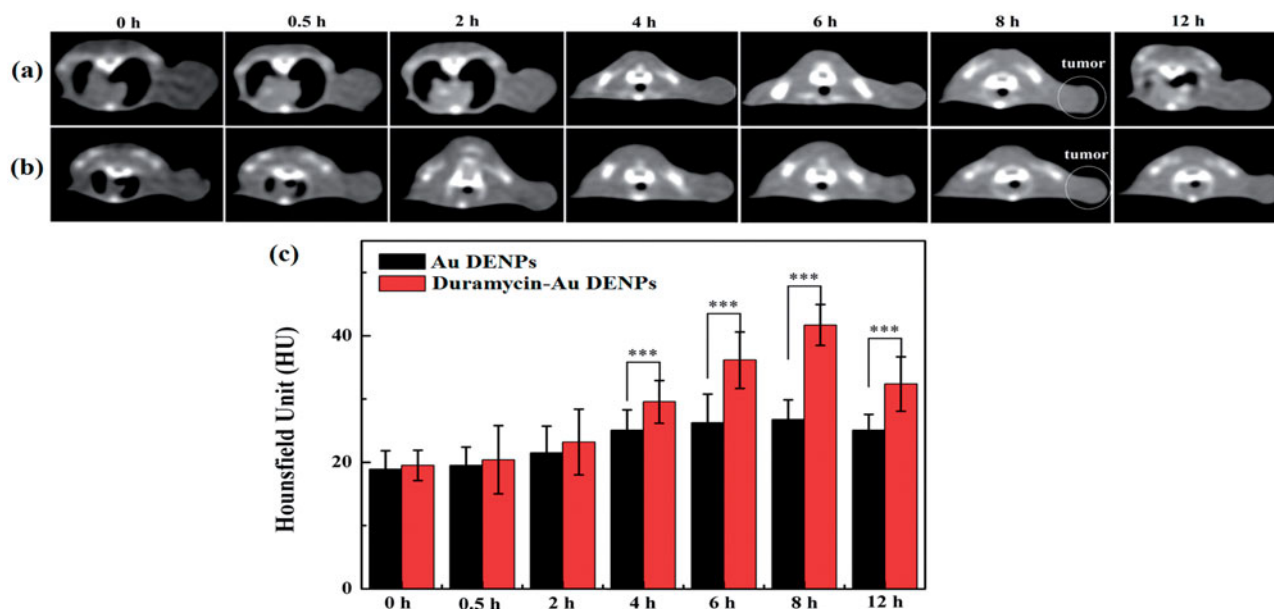 0 h 0.5 h 2 h 4 h 6 h 8 h 12 h
(a)
tumor
(b)
tumor
(c)
Au DENPs
Duramycin-Au DENPs
Hounsfield Unit (HU)
40
20
0
***
***
***
***
0 h 0.5 h 2 h 4 h 6 h 8 h 12 h